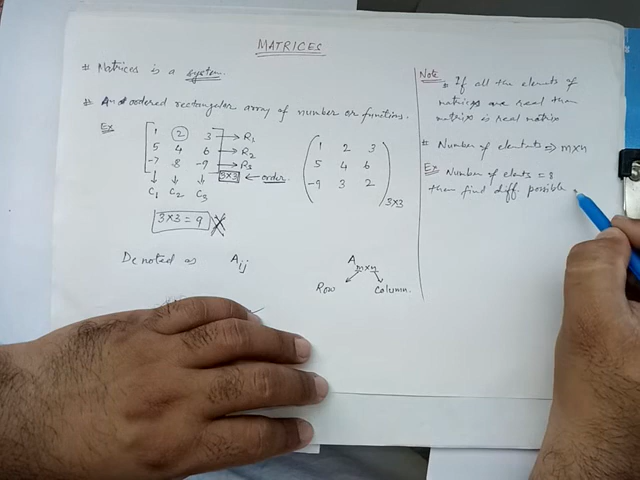 MATRICES
# Matrices is a system.
# An ordered rectangular array of number or functions.
Ex
1 2 3 → R1
5 4 6 → R2
-7 8 -9 → R3
3×3 ← order.
C1 C2 C3
1 2 3
5 4 6
-9 3 2
3×3
3×3 = 9
Denoted as Aij
Am×n
Row Column.
Note
# If all the elements of
matrices are real then
matrix is real matrix
# Number of elements ⇒ m×n
Ex Number of elements = 8
then find diff possible